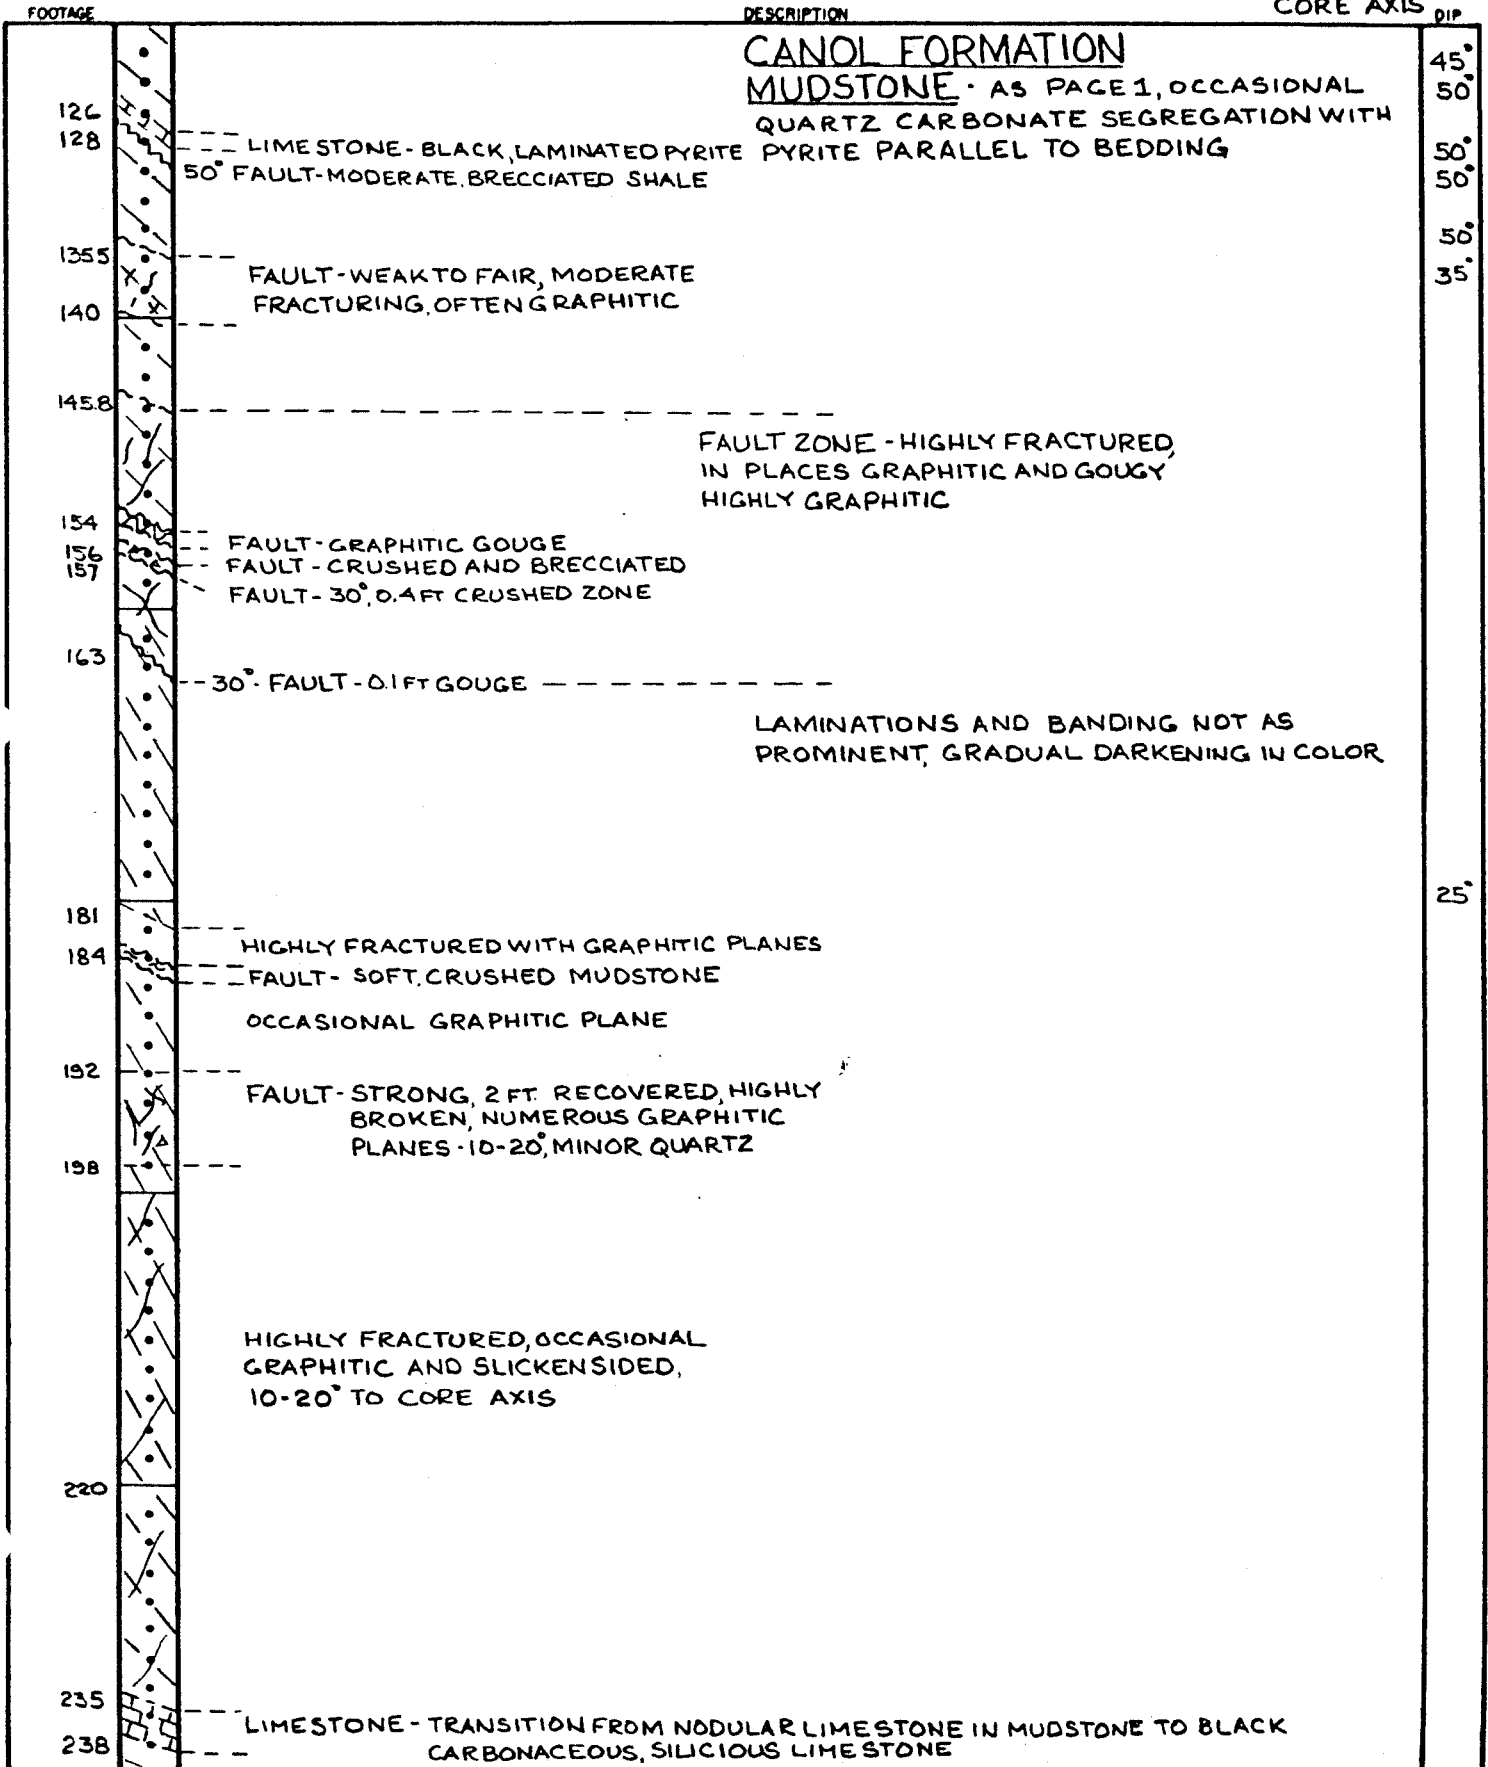 FOOTAGE DESCRIPTION CORE AXIS DIP
CANOL FORMATION 45°
MUDSTONE · AS PAGE 1, OCCASIONAL 50°
126 QUARTZ CARBONATE SEGREGATION WITH
128 LIMESTONE - BLACK, LAMINATED PYRITE PYRITE PARALLEL TO BEDDING 50°
50° FAULT-MODERATE, BRECCIATED SHALE 50°
50°
135.5
FAULT-WEAK TO FAIR, MODERATE 35°
FRACTURING, OFTEN GRAPHITIC
140
145.8
FAULT ZONE - HIGHLY FRACTURED,
IN PLACES GRAPHITIC AND GOUGY
HIGHLY GRAPHITIC
154
FAULT-GRAPHITIC GOUGE
156
157 FAULT - CRUSHED AND BRECCIATED
FAULT - 30°, 0.4 FT CRUSHED ZONE
163
30°· FAULT - 0.1 FT GOUGE
LAMINATIONS AND BANDING NOT AS
PROMINENT, GRADUAL DARKENING IN COLOR
25°
181
HIGHLY FRACTURED WITH GRAPHITIC PLANES
184
FAULT - SOFT, CRUSHED MUDSTONE
OCCASIONAL GRAPHITIC PLANE
192
FAULT- STRONG, 2 FT. RECOVERED, HIGHLY
BROKEN, NUMEROUS GRAPHITIC
PLANES · 10-20°, MINOR QUARTZ
198
HIGHLY FRACTURED, OCCASIONAL
GRAPHITIC AND SLICKENSIDED,
10-20° TO CORE AXIS
220
235
LIMESTONE - TRANSITION FROM NODULAR LIMESTONE IN MUDSTONE TO BLACK
238 CARBONACEOUS, SILICIOUS LIMESTONE